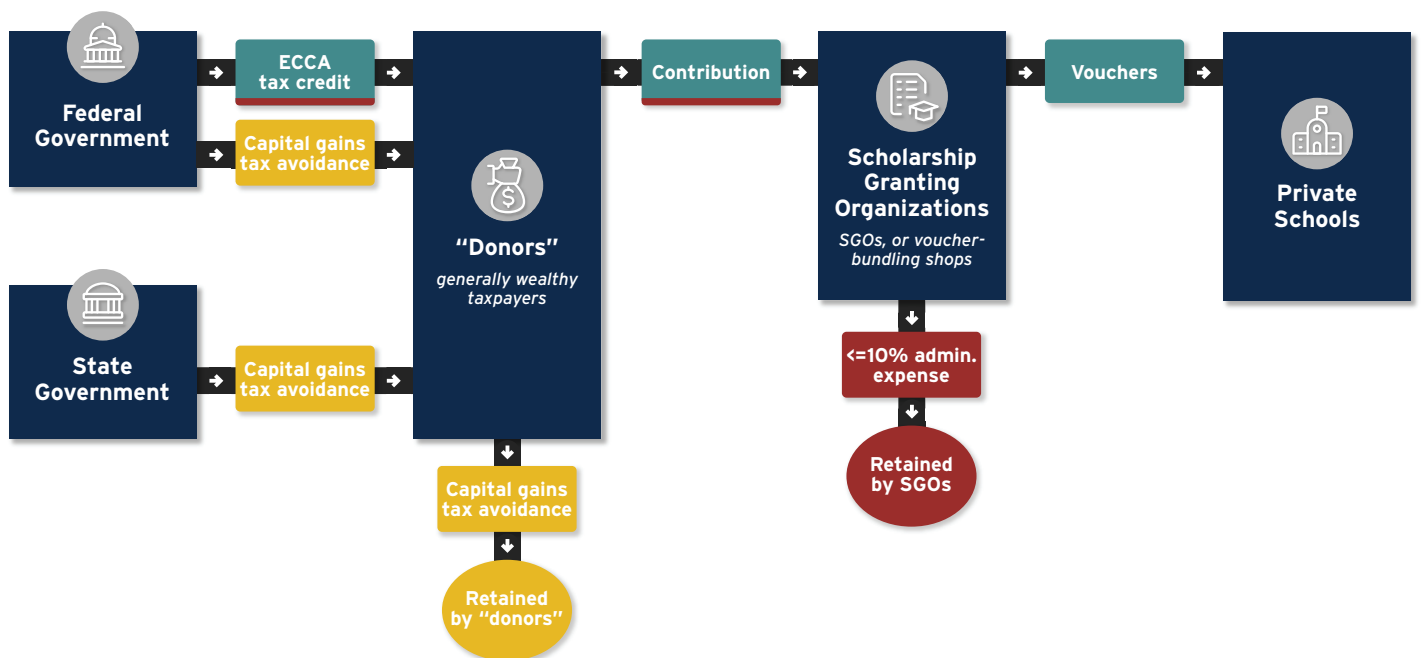 Federal
Government
ECCA
tax credit
Capital gains
tax avoidance
State
Government
Capital gains
tax avoidance
“Donors”
generally wealthy
taxpayers
Capital gains
tax avoidance
Retained
by “donors”
Contribution
Scholarship
Granting
Organizations
SGOs, or voucher-
bundling shops
<=10% admin.
expense
Retained
by SGOs
Vouchers
Private
Schools